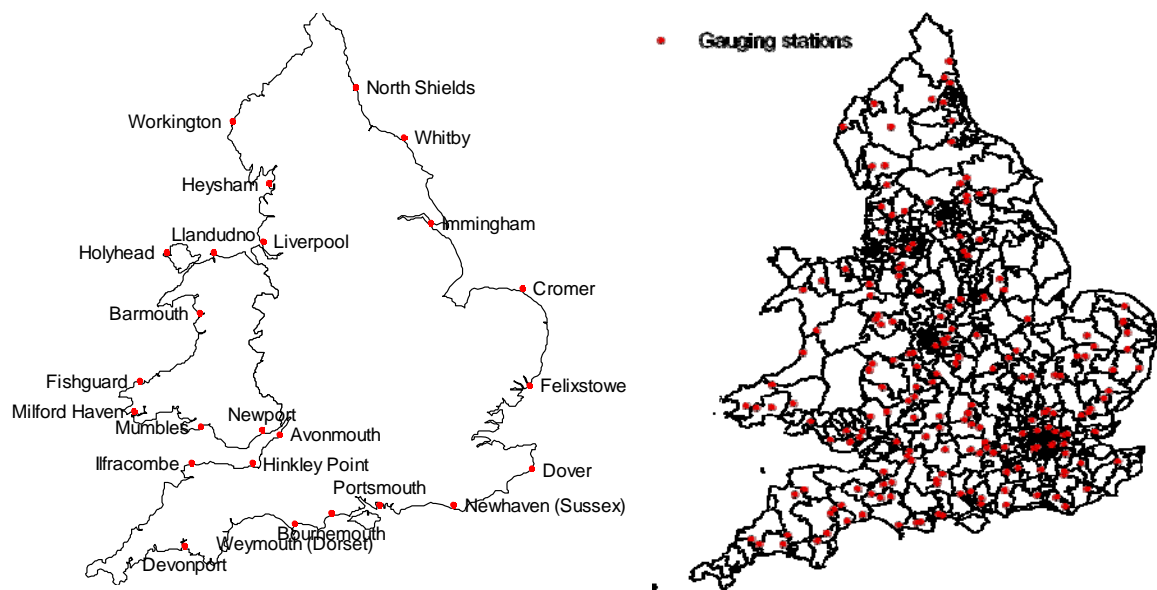 North Shields
Gauging stations
Workington
Whitby
Heysham
Immingham
Llandudno
Liverpool
Holyhead
Cromer
Barmouth
Fishguard
Felixstowe
Milford Haven
Newport
Mumbles
Avonmouth
Ilfracombe
Hinkley Point
Dover
Portsmouth
Newhaven (Sussex)
Bournemouth
Weymouth (Dorset)
Devonport